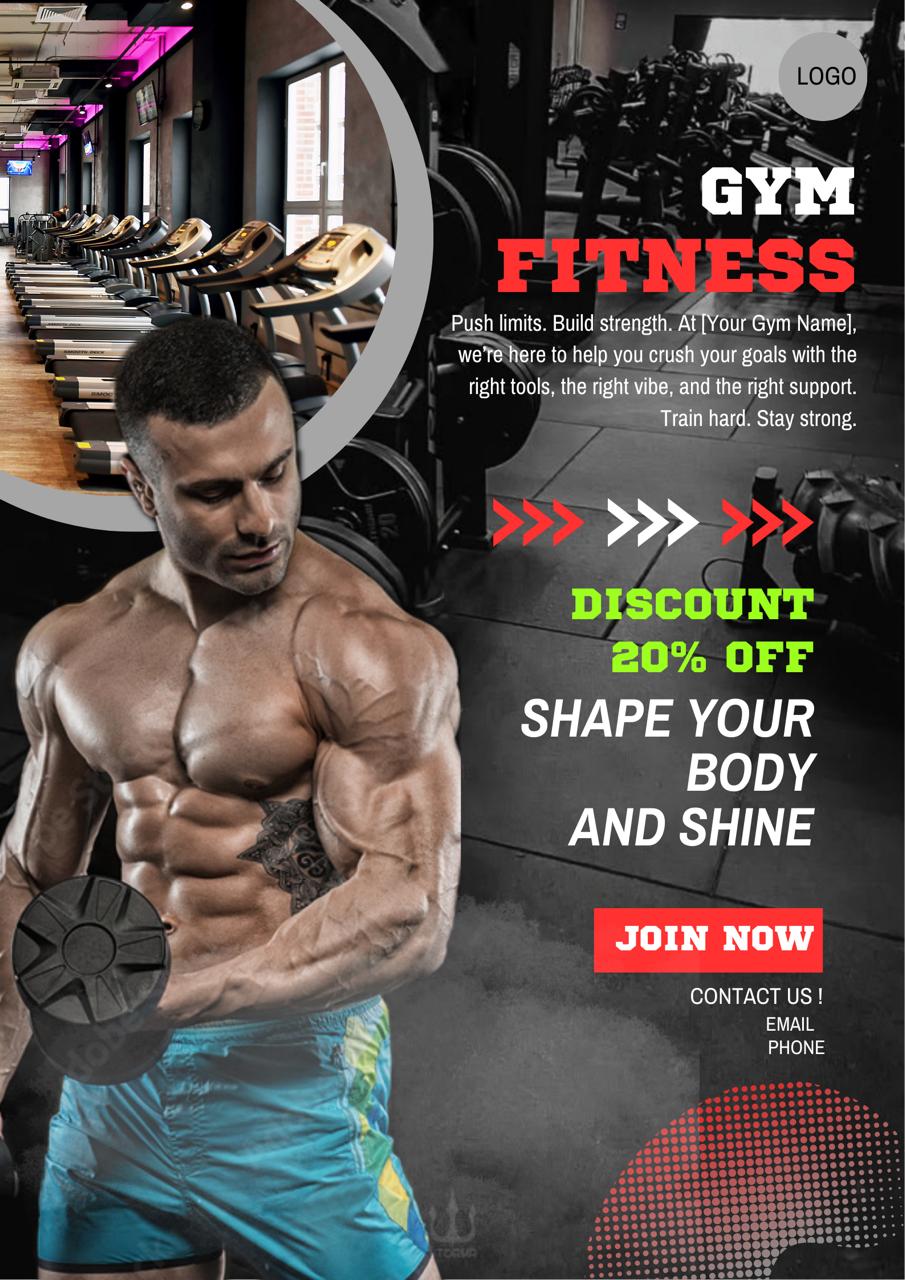 LOGO
GYM
FITNESS
Push limits. Build strength. At [Your Gym Name],
we're here to help you crush your goals with the
right tools, the right vibe, and the right support.
Train hard. Stay strong.
DISCOUNT
20% OFF
SHAPE YOUR
BODY
AND SHINE
JOIN NOW
CONTACT US !
EMAIL
PHONE